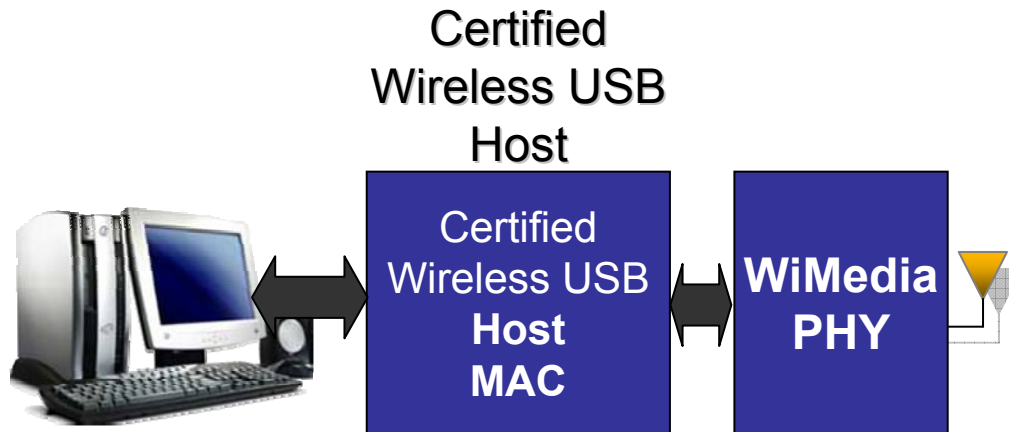 Certified
Wireless USB
Host
Certified
Wireless USB
Host
MAC
WiMedia
PHY